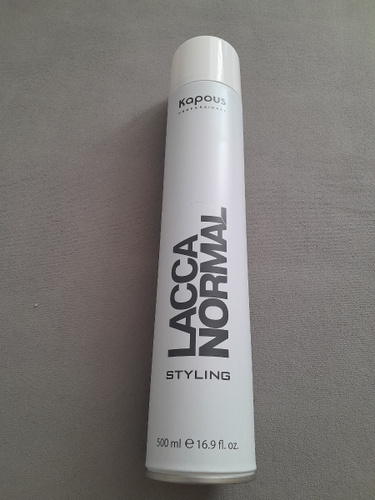 Kapous
PROFESSIONAL
LACCA
NORMAL
STYLING
500 ml ℮ 16.9 fl. oz.